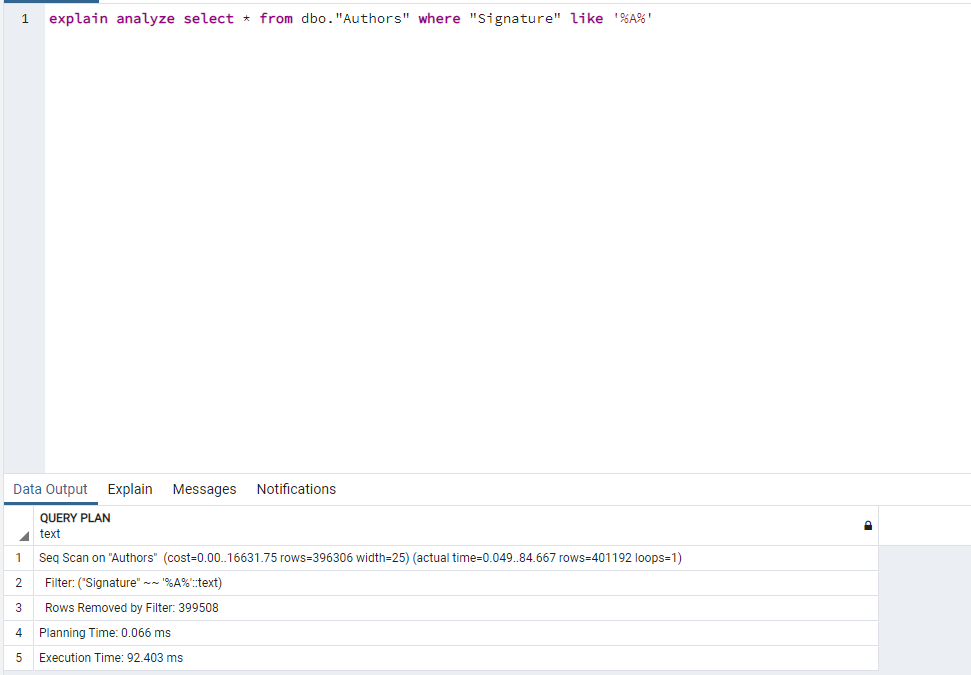 1 explain analyze select * from dbo."Authors" where "Signature" like '%A%'
Data Output Explain Messages Notifications
QUERY PLAN
text
1 Seq Scan on "Authors" (cost=0.00..16631.75 rows=396306 width=25) (actual time=0.049..84.667 rows=401192 loops=1)
2 Filter: ("Signature" ~~ '%A%'::text)
3 Rows Removed by Filter: 399508
4 Planning Time: 0.066 ms
5 Execution Time: 92.403 ms